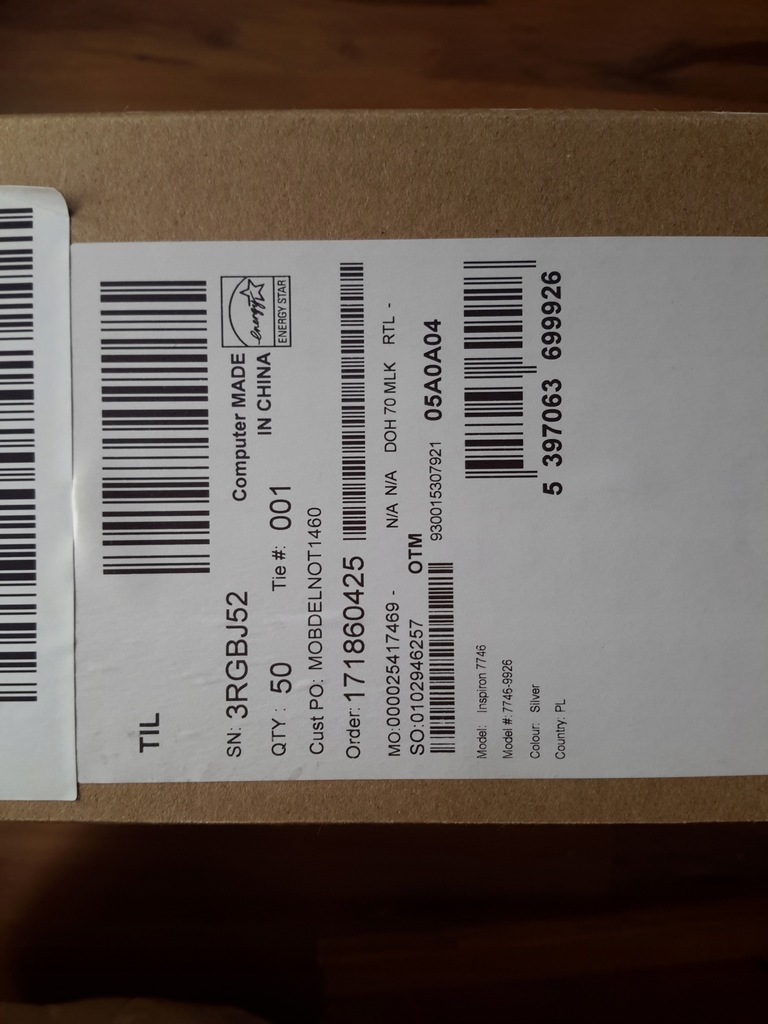 TIL
SN: 3RGBJ52
Computer MADE
IN CHINA
energy
ENERGY STAR
QTY : 50 Tie #: 001
Cust PO: MOBDELNOT1460
Order: 171860425
MO:000025417469 - N/A N/A DOH 70 MLK RTL -
SO:0102946257 OTM
930015307921 05A0A04
5 397063 699926
Model: Inspiron 7746
Model #: 7746-9926
Colour: Silver
Country: PL